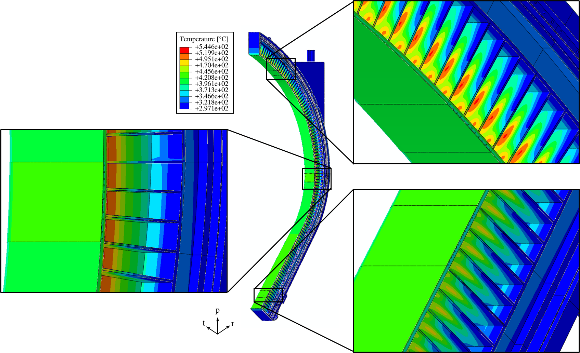 Temperature [°C]
+5.446e+02
+5.199e+02
+4.951e+02
+4.704e+02
+4.456e+02
+4.208e+02
+3.961e+02
+3.713e+02
+3.466e+02
+3.218e+02
+2.971e+02
p
t
r